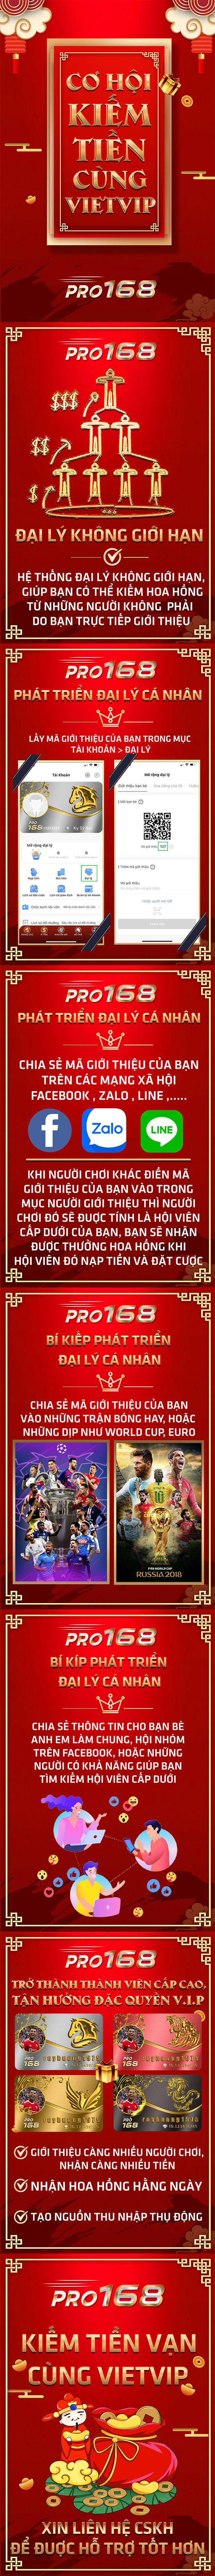 CƠ HỘI
KIẾM
TIỀN
CÙNG
VIETVIP
PRO168
PRO168
$$$
$$
$
ĐẠI LÝ KHÔNG GIỚI HẠN
HỆ THỐNG ĐẠI LÝ KHÔNG GIỚI HẠN,
GIÚP BẠN CÓ THỂ KIẾM HOA HỒNG
TỪ NHỮNG NGƯỜI KHÔNG PHẢI
DO BẠN TRỰC TIẾP GIỚI THIỆU
PRO168
PHÁT TRIỂN ĐẠI LÝ CÁ NHÂN
LẤY MÃ GIỚI THIỆU CỦA BẠN TRONG MỤC
TÀI KHOẢN > ĐẠI LÝ
Tài Khoản
Mở rộng đại lý
Đại lý
Mở rộng đại lý
Giới thiệu bạn bè
PRO168
PHÁT TRIỂN ĐẠI LÝ CÁ NHÂN
CHIA SẺ MÃ GIỚI THIỆU CỦA BẠN
TRÊN CÁC MẠNG XÃ HỘI
FACEBOOK , ZALO , LINE ,.....
f
Zalo
LINE
KHI NGƯỜI CHƠI KHÁC ĐIỀN MÃ
GIỚI THIỆU CỦA BẠN VÀO TRONG
MỤC NGƯỜI GIỚI THIỆU THÌ NGƯỜI
CHƠI ĐÓ SẼ ĐƯỢC TÍNH LÀ HỘI VIÊN
CẤP DƯỚI CỦA BẠN, BẠN SẼ NHẬN
ĐƯỢC THƯỞNG HOA HỒNG KHI
HỘI VIÊN ĐÓ NẠP TIỀN VÀ ĐẶT CƯỢC
PRO168
BÍ KIẾP PHÁT TRIỂN
ĐẠI LÝ CÁ NHÂN
CHIA SẺ MÃ GIỚI THIỆU CỦA BẠN
VÀO NHỮNG TRẬN BÓNG HAY, HOẶC
NHỮNG DỊP NHƯ WORLD CUP, EURO
10
FIFA WORLD CUP
RUSSIA 2018
PRO168
BÍ KÍP PHÁT TRIỂN
ĐẠI LÝ CÁ NHÂN
CHIA SẺ THÔNG TIN CHO BẠN BÈ
ANH EM LÀM CHUNG, HỘI NHÓM
TRÊN FACEBOOK, HOẶC NHỮNG
NGƯỜI CÓ KHẢ NĂNG GIÚP BẠN
TÌM KIẾM HỘI VIÊN CẤP DƯỚI
PRO168
TRỞ THÀNH THÀNH VIÊN CẤP CAO,
TẬN HƯỞNG ĐẶC QUYỀN V.I.P
GIỚI THIỆU CÀNG NHIỀU NGƯỜI CHƠI,
NHẬN CÀNG NHIỀU TIỀN
NHẬN HOA HỒNG HẰNG NGÀY
TẠO NGUỒN THU NHẬP THỤ ĐỘNG
PRO168
KIẾM TIỀN VẠN
CÙNG VIETVIP
XIN LIÊN HỆ CSKH
ĐỂ ĐƯỢC HỖ TRỢ TỐT HƠN